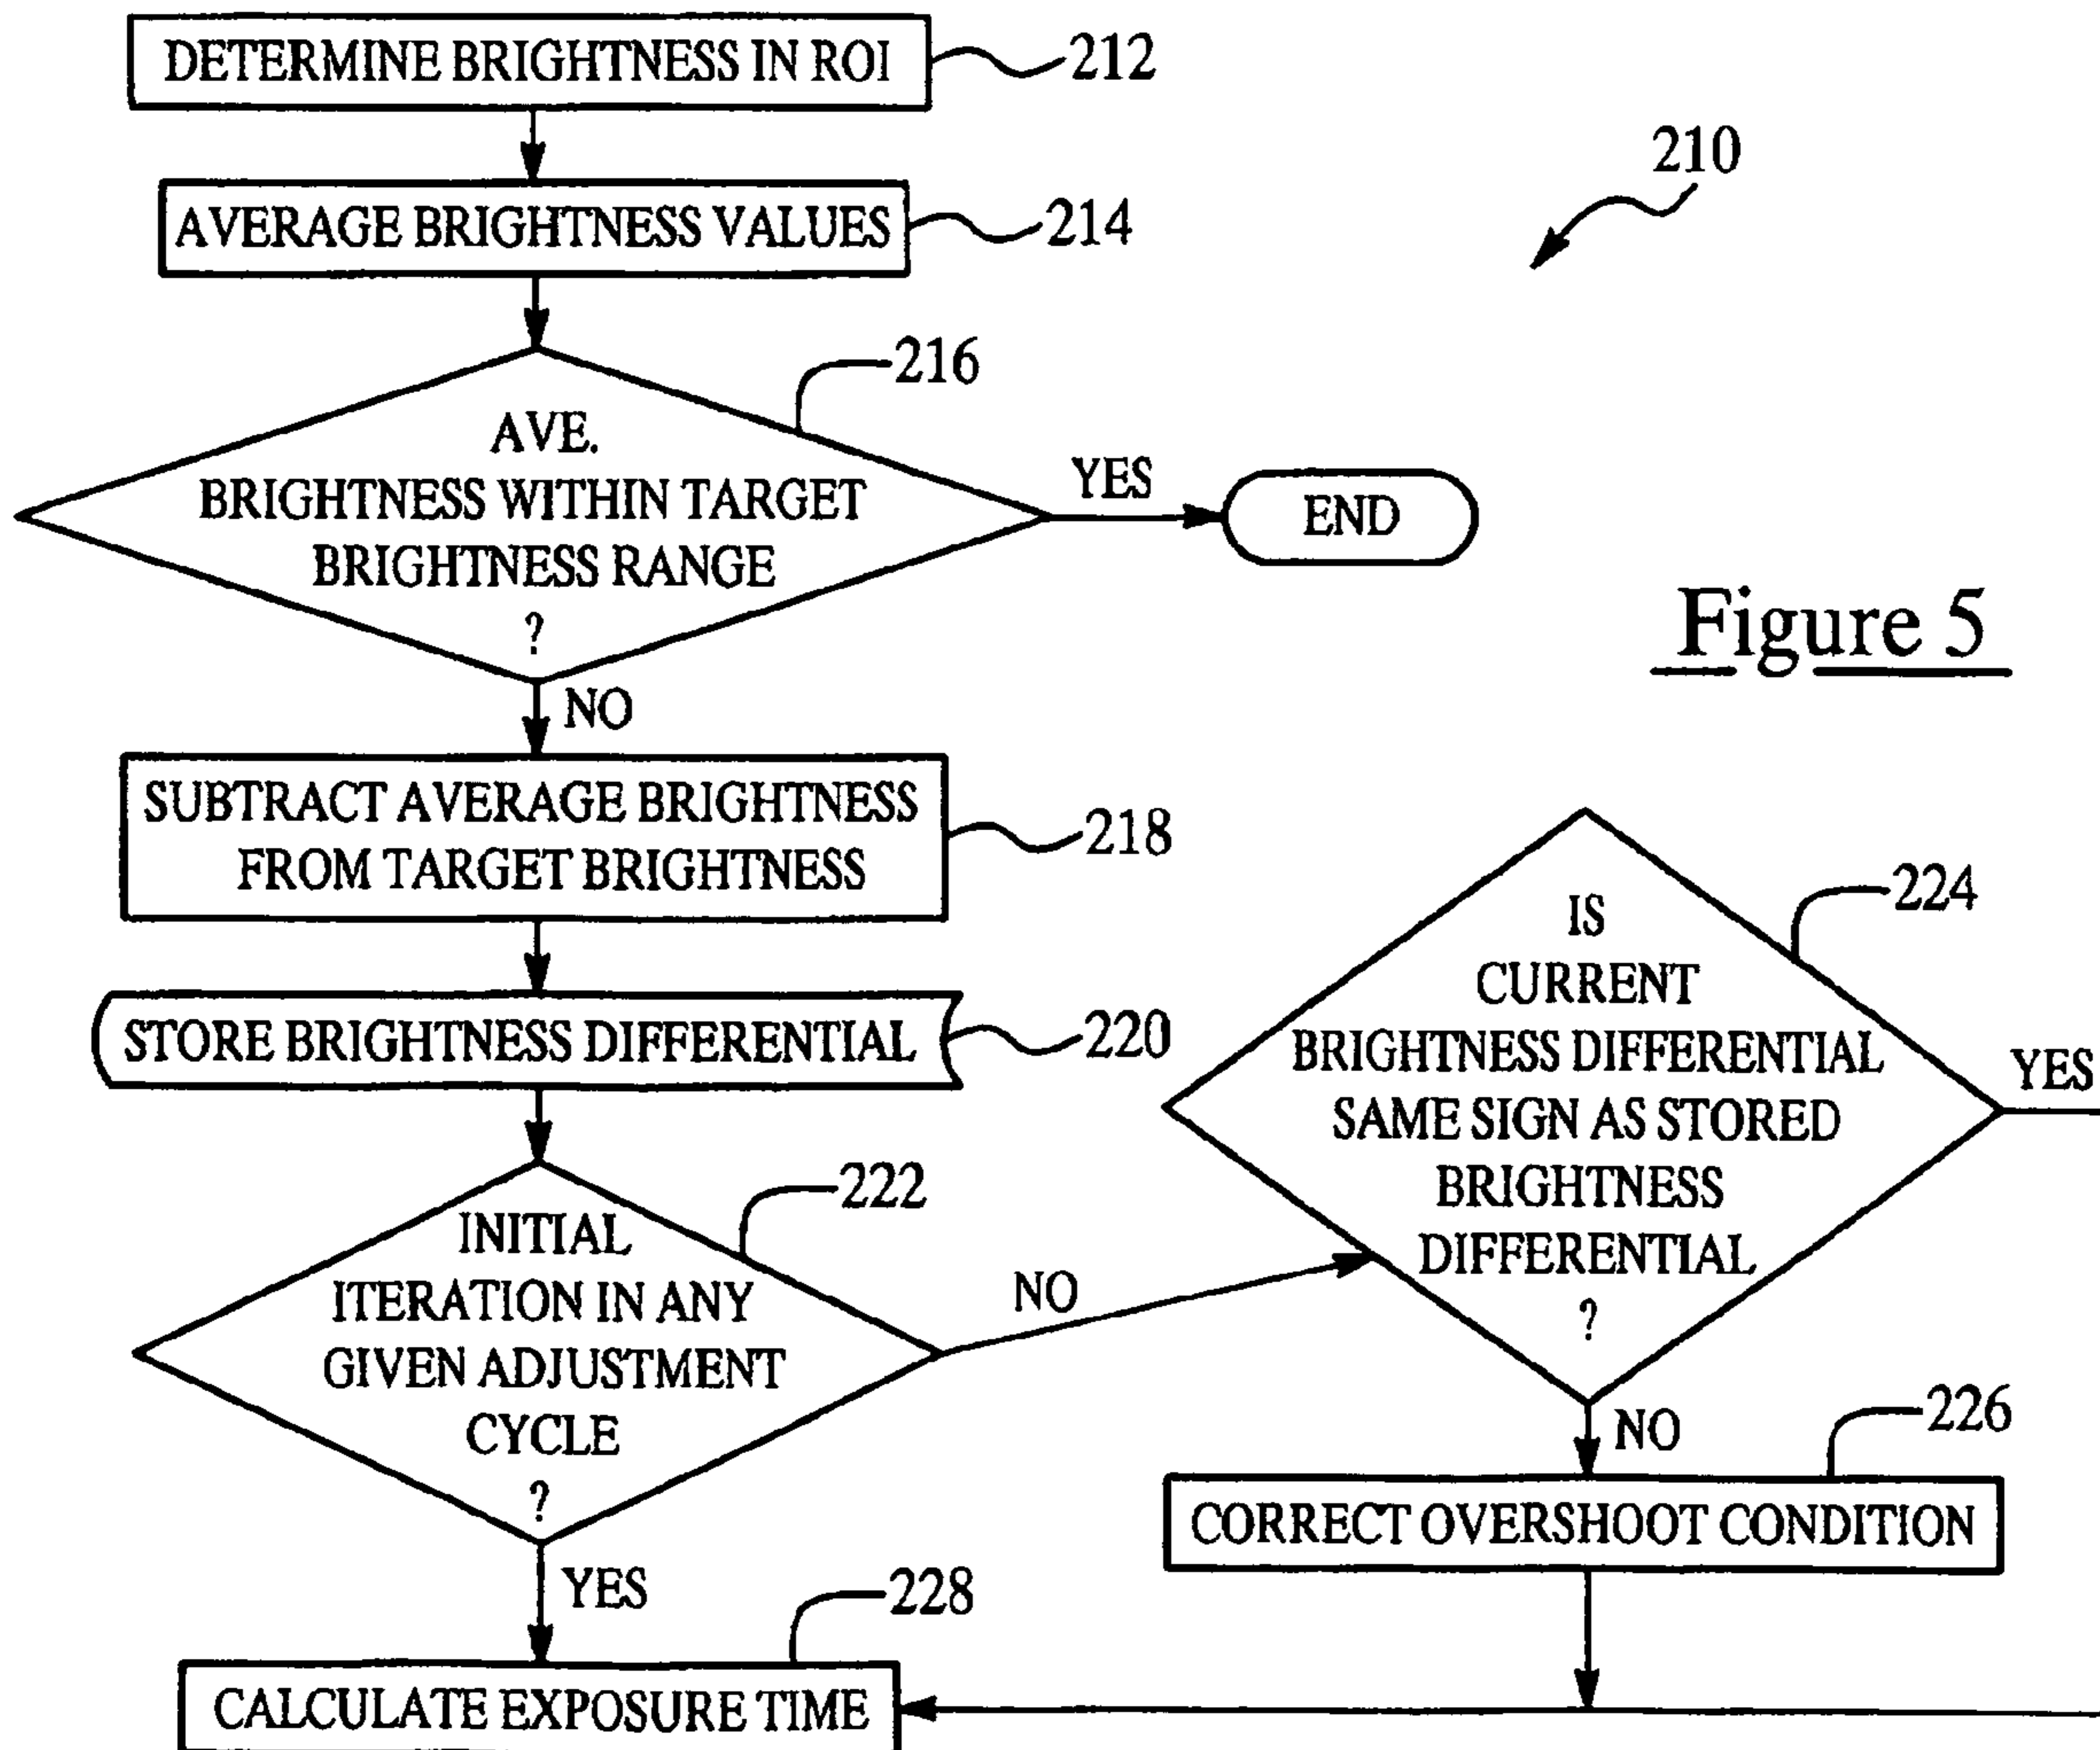 DETERMINE BRIGHTNESS IN ROI
212
210
AVERAGE BRIGHTNESS VALUES
214
216
AVE.
BRIGHTNESS WITHIN TARGET
BRIGHTNESS RANGE
?
YES
END
Figure 5
NO
SUBTRACT AVERAGE BRIGHTNESS
FROM TARGET BRIGHTNESS
218
STORE BRIGHTNESS DIFFERENTIAL
220
222
INITIAL
ITERATION IN ANY
GIVEN ADJUSTMENT
CYCLE
?
NO
YES
224
IS
CURRENT
BRIGHTNESS DIFFERENTIAL
SAME SIGN AS STORED
BRIGHTNESS
DIFFERENTIAL
?
YES
NO
226
CORRECT OVERSHOOT CONDITION
228
CALCULATE EXPOSURE TIME